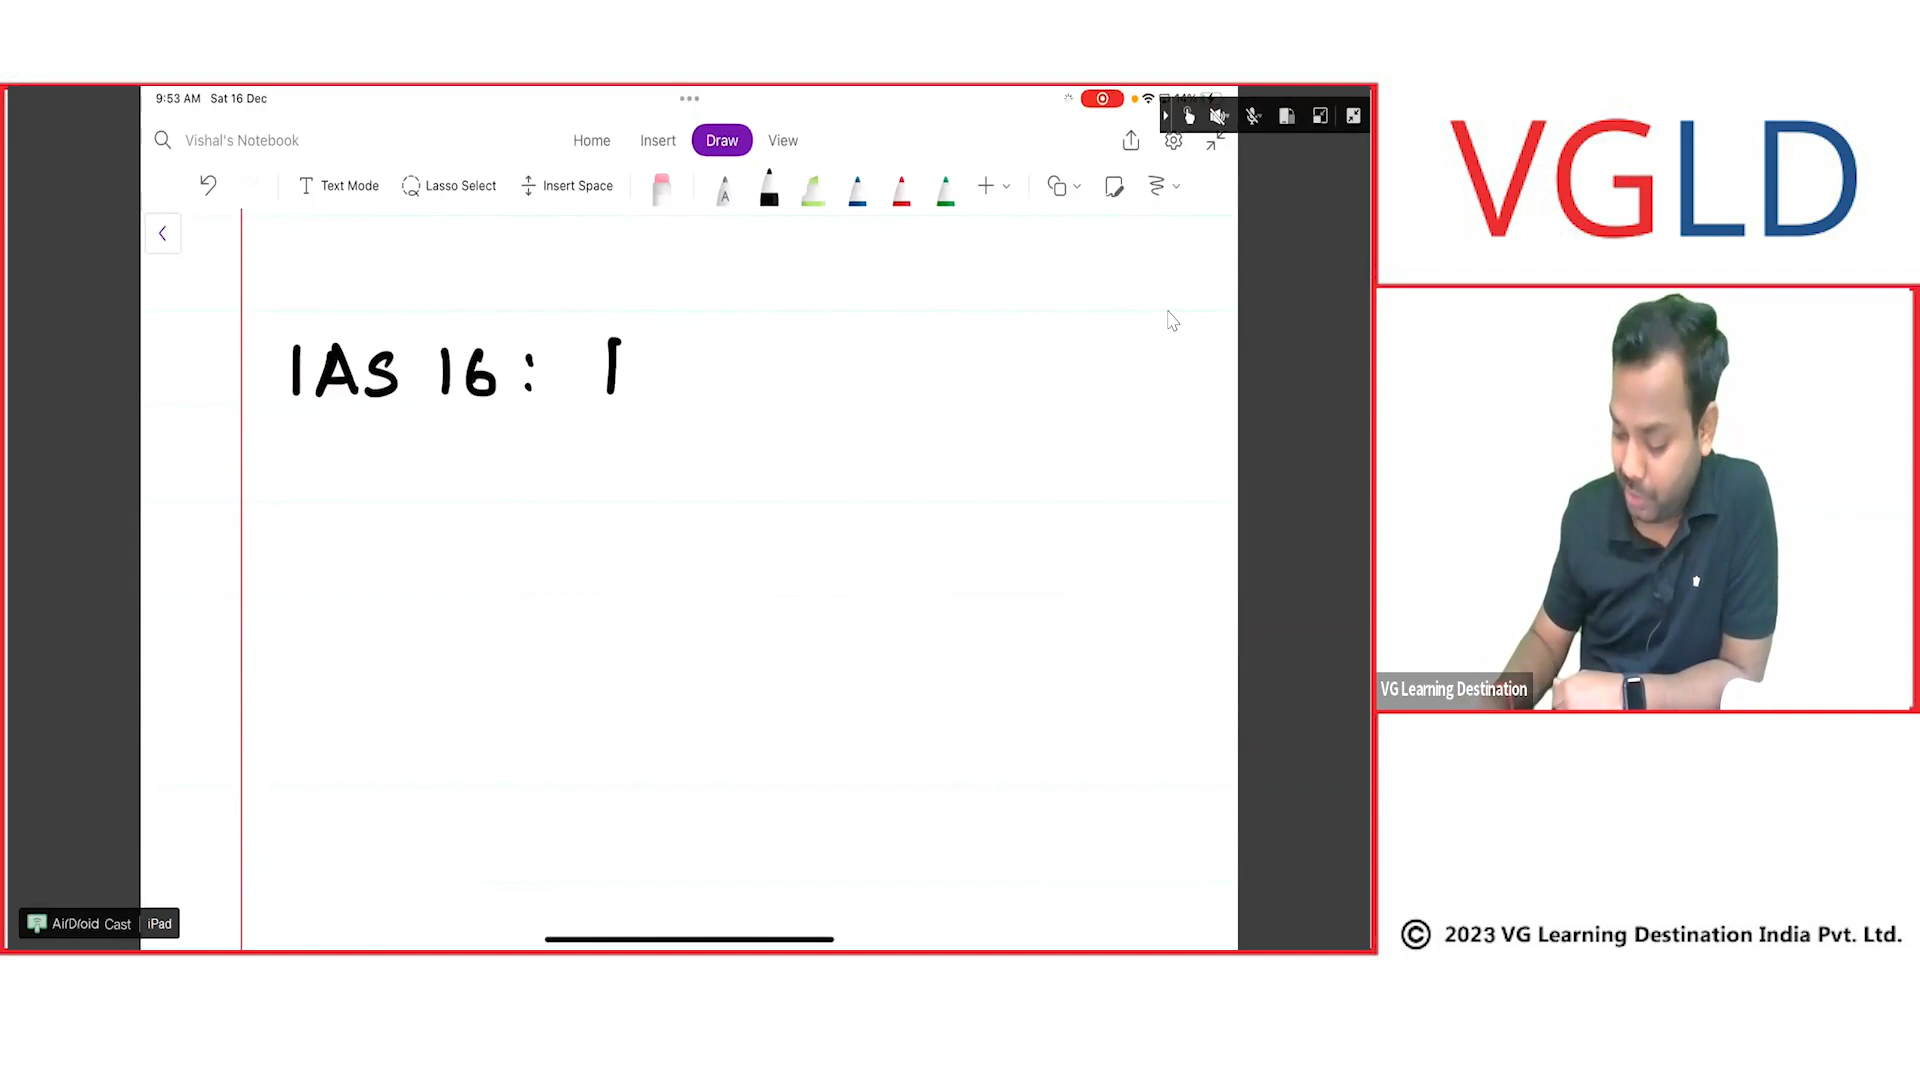 VGLD
9:53 AM Sat 16 Dec
14%
Vishal's Notebook
Home Insert Draw View
Text Mode Lasso Select Insert Space
A
IAS 16 :
VG Learning Destination
AirDroid Cast iPad
© 2023 VG Learning Destination India Pvt. Ltd.